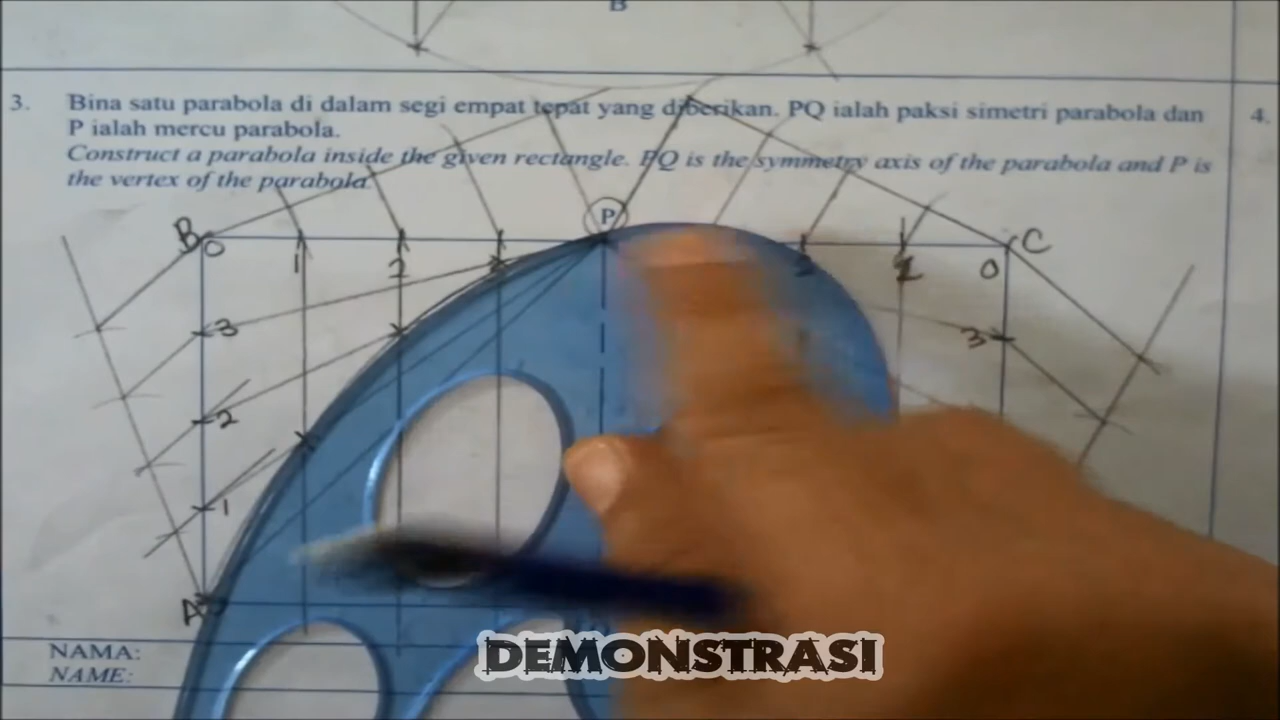 B
3. Bina satu parabola di dalam segi empat tepat yang diberikan. PQ ialah paksi simetri parabola dan 4.
P ialah mercu parabola.
Construct a parabola inside the given rectangle. PQ is the symmetry axis of the parabola and P is
the vertex of the parabola.
P
B 0 1 2 3 3 1 0 C
3 3
2
1
A
NAMA:
NAME:
DEMONSTRASI